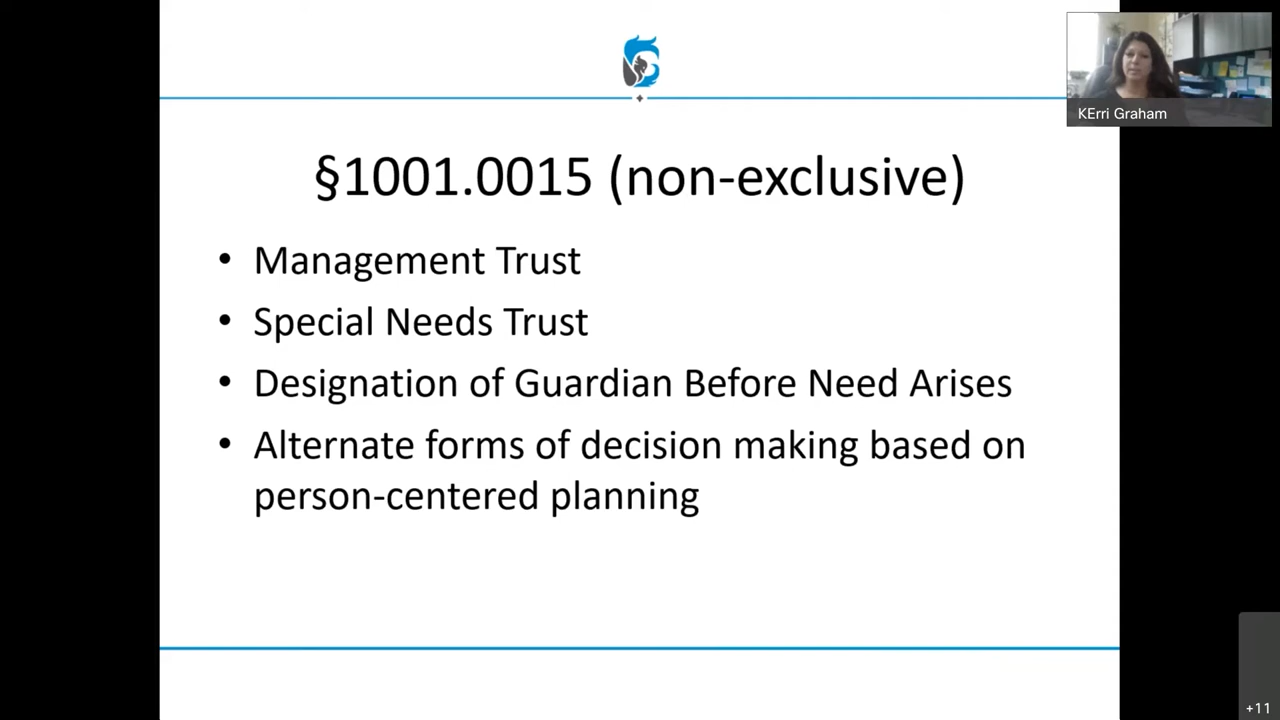 KErri Graham
§1001.0015 (non-exclusive)
• Management Trust
• Special Needs Trust
• Designation of Guardian Before Need Arises
• Alternate forms of decision making based on
person-centered planning
+11